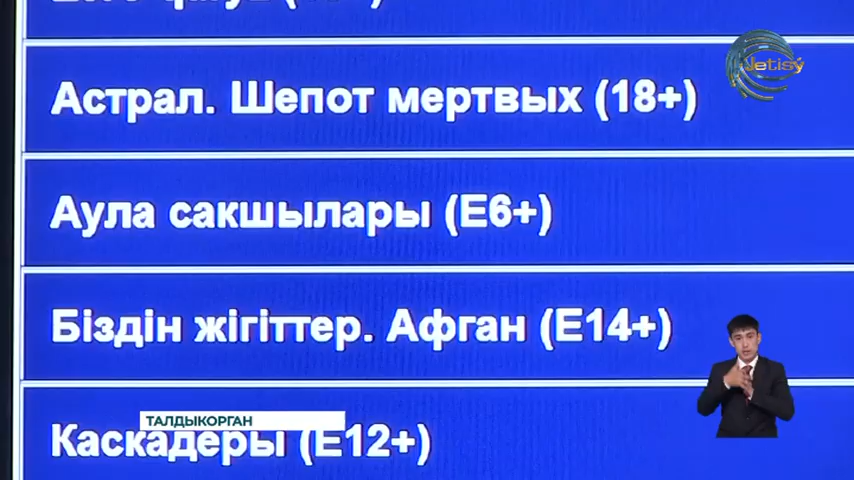 Jetisý
Астрал. Шепот мертвых (18+)
Аула сакшылары (Е6+)
Біздін жігіттер. Афган (Е14+)
ТАЛДЫКОРГАН
Каскадеры (Е12+)